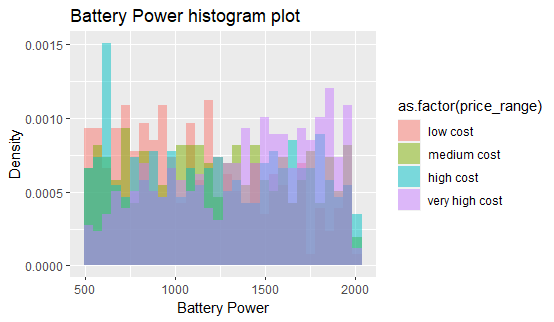 Battery Power histogram plot
0.0015
0.0010
0.0005
0.0000
Density
500 1000 1500 2000
Battery Power
as.factor(price_range)
low cost
medium cost
high cost
very high cost